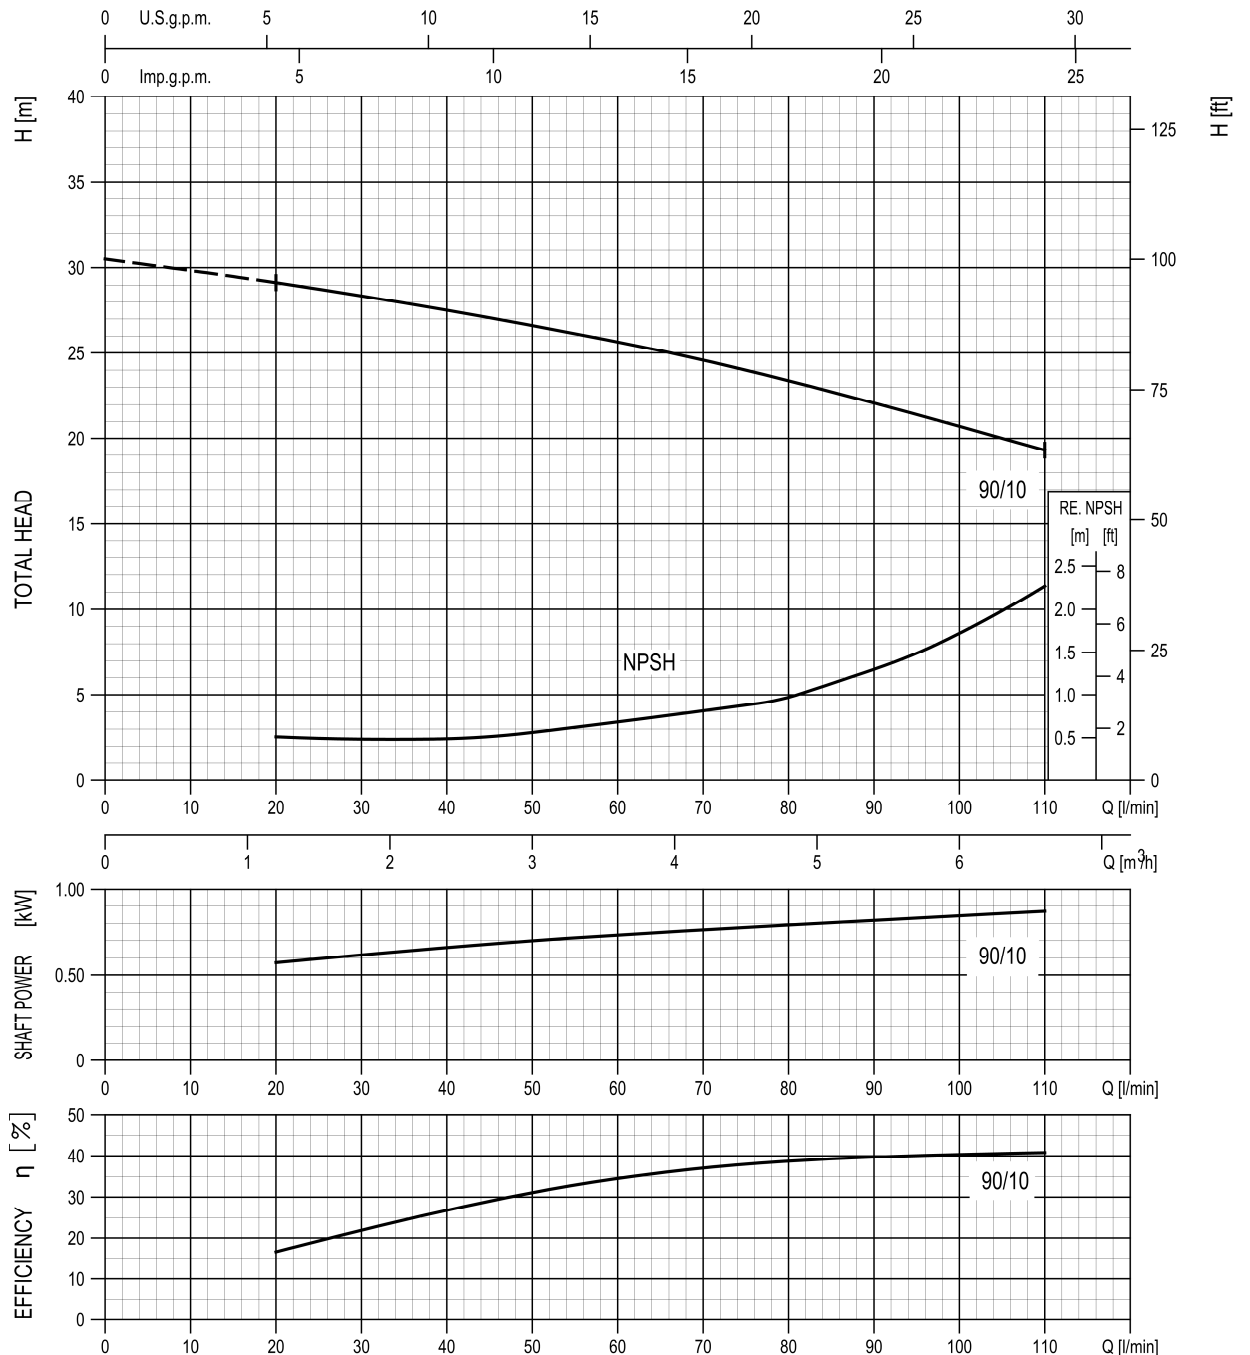 0 U.S.g.p.m. 5 10 15 20 25 30
0 Imp.g.p.m. 5 10 15 20 25
H [m]
H [ft]
40
125
35
30
100
25
75
20
90/10
TOTAL HEAD
RE. NPSH
[m] [ft]
15
50
2.5
8
10
2.0
6
NPSH
1.5
25
4
5
1.0
2
0.5
0
0
0 10 20 30 40 50 60 70 80 90 100 110 Q [l/min]
0 1 2 3 4 5 6 Q [m3/h]
SHAFT POWER [kW]
1.00
90/10
0.50
0
0 10 20 30 40 50 60 70 80 90 100 110 Q [l/min]
EFFICIENCY η [%]
50
40
90/10
30
20
10
0
0 10 20 30 40 50 60 70 80 90 100 110 Q [l/min]